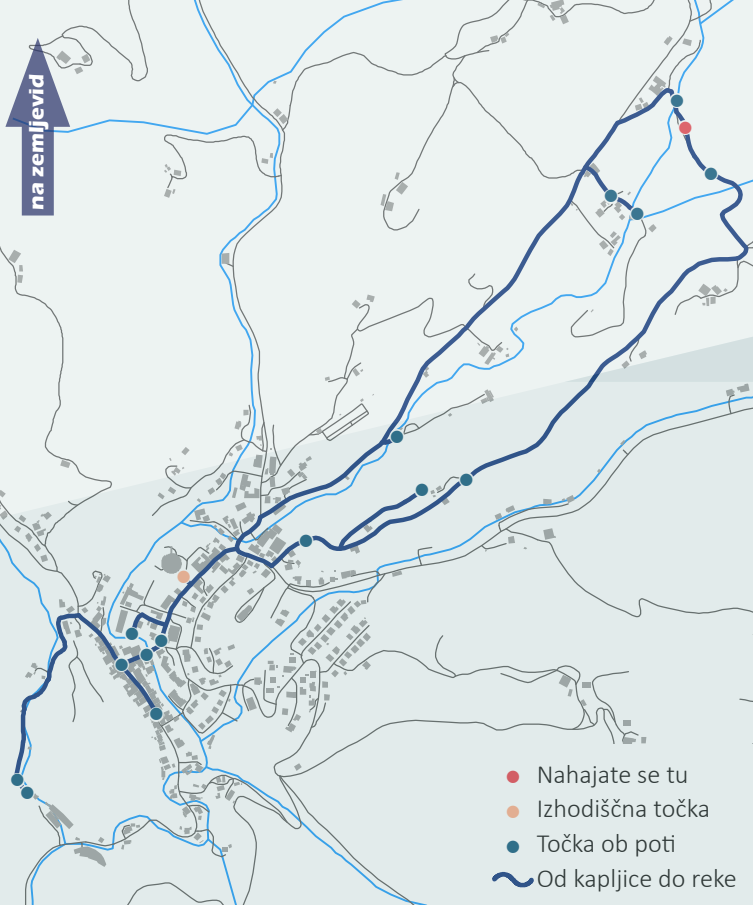 na zemljevid
Nahajate se tu
Izhodiščna točka
Točka ob poti
Od kapljice do reke